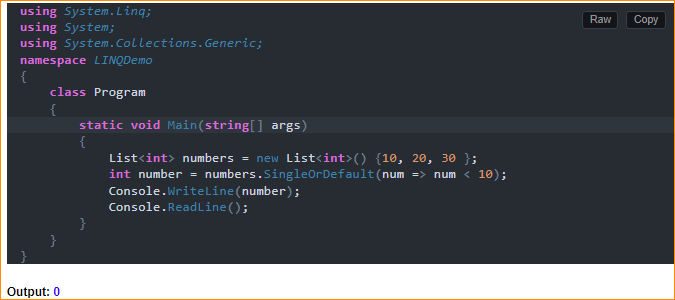 using System.Linq;
Raw
Copy
using System;
using System.Collections.Generic;
namespace LINQDemo
{
class Program
{
static void Main(string[] args)
{
List<int> numbers = new List<int>() {10, 20, 30 };
int number = numbers.SingleOrDefault(num => num < 10);
Console.WriteLine(number);
Console.ReadLine();
}
}
}
Output: 0